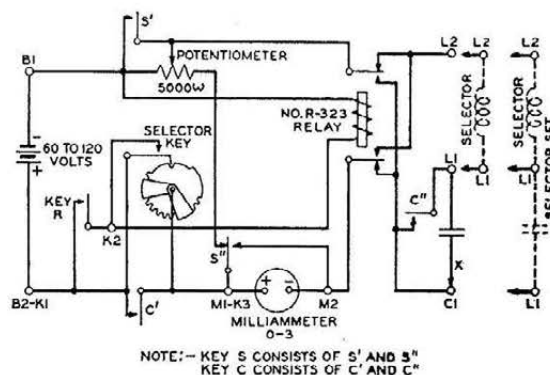 S'
L2
L2
L2
B1
POTENTIOMETER
5000W
NO. R-323
RELAY
SELECTOR
SELECTOR
60 TO 120
VOLTS
-
+
SELECTOR
KEY
KEY
R
K2
S"
C"
L1
L1
L1
SELECTOR SET
X
B2-K1
C'
M1-K3
+ -
M2
C1
L1
MILLIAMMETER
0-3
NOTE:- KEY S CONSISTS OF S' AND S"
KEY C CONSISTS OF C' AND C"